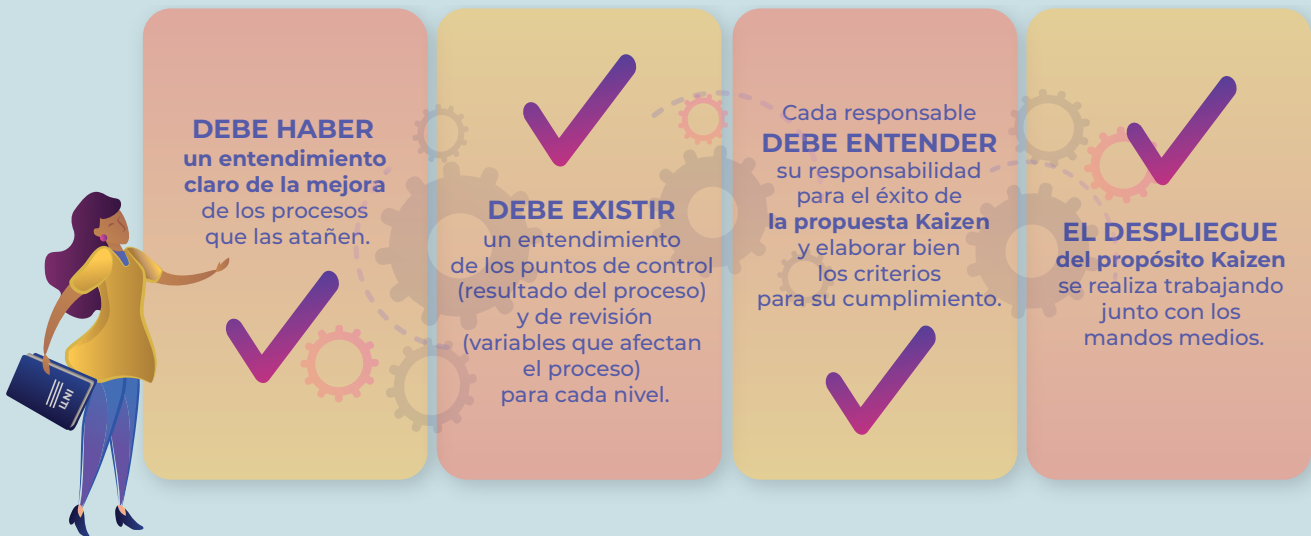 DEBE HABER
un entendimiento
claro de la mejora
de los procesos
que las atañen.
DEBE EXISTIR
un entendimiento
de los puntos de control
(resultado del proceso)
y de revisión
(variables que afectan
el proceso)
para cada nivel.
Cada responsable
DEBE ENTENDER
su responsabilidad
para el éxito de
la propuesta Kaizen
y elaborar bien
los criterios
para su cumplimiento.
EL DESPLIEGUE
del propósito Kaizen
se realiza trabajando
junto con los
mandos medios.
INTI